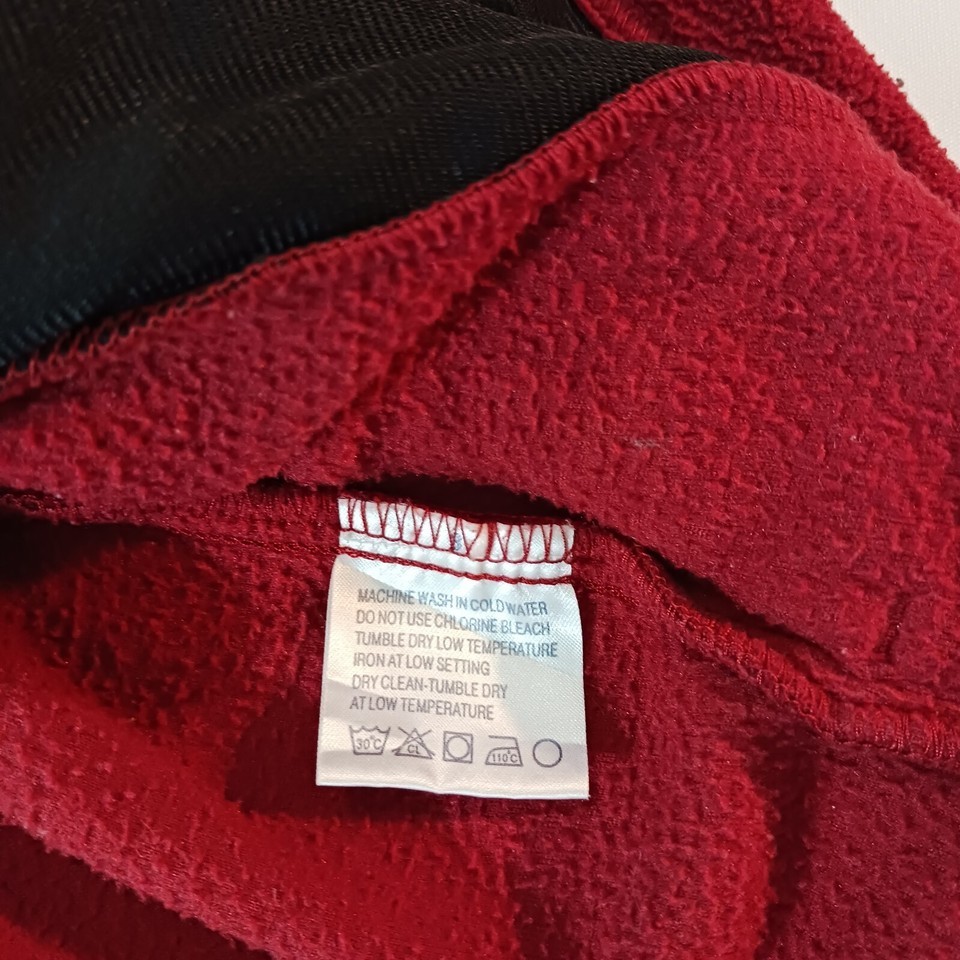 MACHINE WASH IN COLD WATER
DO NOT USE CHLORINE BLEACH
TUMBLE DRY LOW TEMPERATURE
IRON AT LOW SETTING
DRY CLEAN-TUMBLE DRY
AT LOW TEMPERATURE
30°C CL 110°C